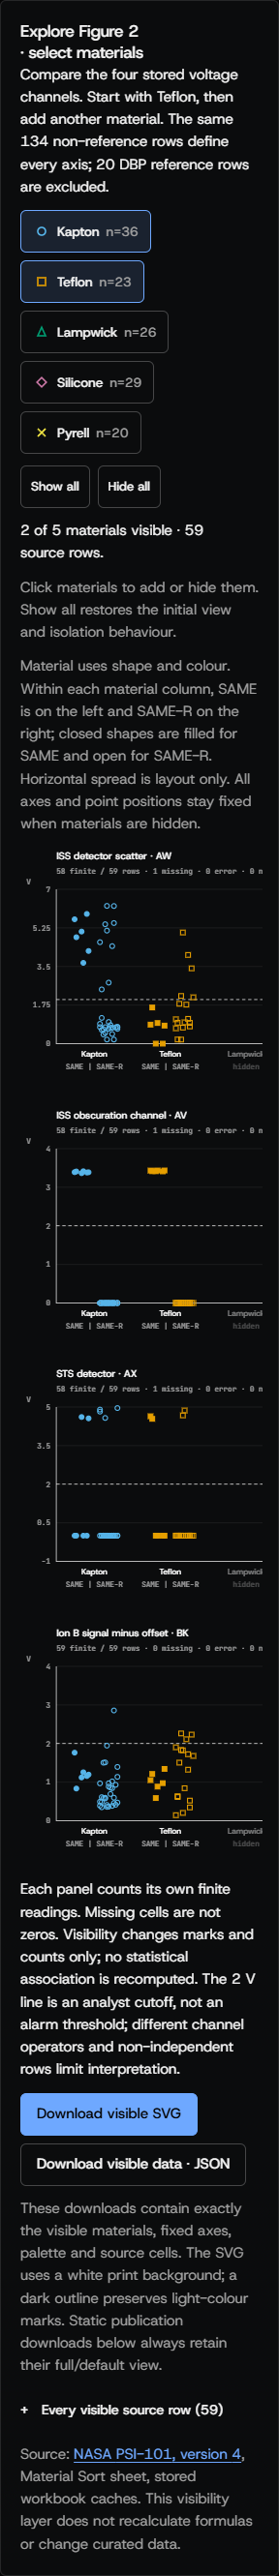 Explore Figure 2
· select materials
Compare the four stored voltage
channels. Start with Teflon, then
add another material. The same
134 non-reference rows define
every axis; 20 DBP reference rows
are excluded.
Kapton n=36
Teflon n=23
Lampwick n=26
Silicone n=29
Pyrell n=20
Show all Hide all
2 of 5 materials visible · 59
source rows.
Click materials to add or hide them.
Show all restores the initial view
and isolation behaviour.
Material uses shape and colour.
Within each material column, SAME
is on the left and SAME-R on the
right; closed shapes are filled for
SAME and open for SAME-R.
Horizontal spread is layout only. All
axes and point positions stay fixed
when materials are hidden.
ISS detector scatter · AW
58 finite / 59 rows · 1 missing · 0 error · 0 n
V
7
5.25
3.5
1.75
0
Kapton Teflon Lampwick
SAME | SAME-R SAME | SAME-R hidden
ISS obscuration channel · AV
58 finite / 59 rows · 1 missing · 0 error · 0 n
V
4
3
2
1
0
Kapton Teflon Lampwick
SAME | SAME-R SAME | SAME-R hidden
STS detector · AX
58 finite / 59 rows · 1 missing · 0 error · 0 n
V
5
3.5
2
0.5
-1
Kapton Teflon Lampwick
SAME | SAME-R SAME | SAME-R hidden
Ion B signal minus offset · BK
59 finite / 59 rows · 0 missing · 0 error · 0 n
V
4
3
2
1
0
Kapton Teflon Lampwick
SAME | SAME-R SAME | SAME-R hidden
Each panel counts its own finite
readings. Missing cells are not
zeros. Visibility changes marks and
counts only; no statistical
association is recomputed. The 2 V
line is an analyst cutoff, not an
alarm threshold; different channel
operators and non-independent
rows limit interpretation.
Download visible SVG
Download visible data · JSON
These downloads contain exactly
the visible materials, fixed axes,
palette and source cells. The SVG
uses a white print background; a
dark outline preserves light-colour
marks. Static publication
downloads below always retain
their full/default view.
+ Every visible source row (59)
Source: NASA PSI-101, version 4,
Material Sort sheet, stored
workbook caches. This visibility
layer does not recalculate formulas
or change curated data.